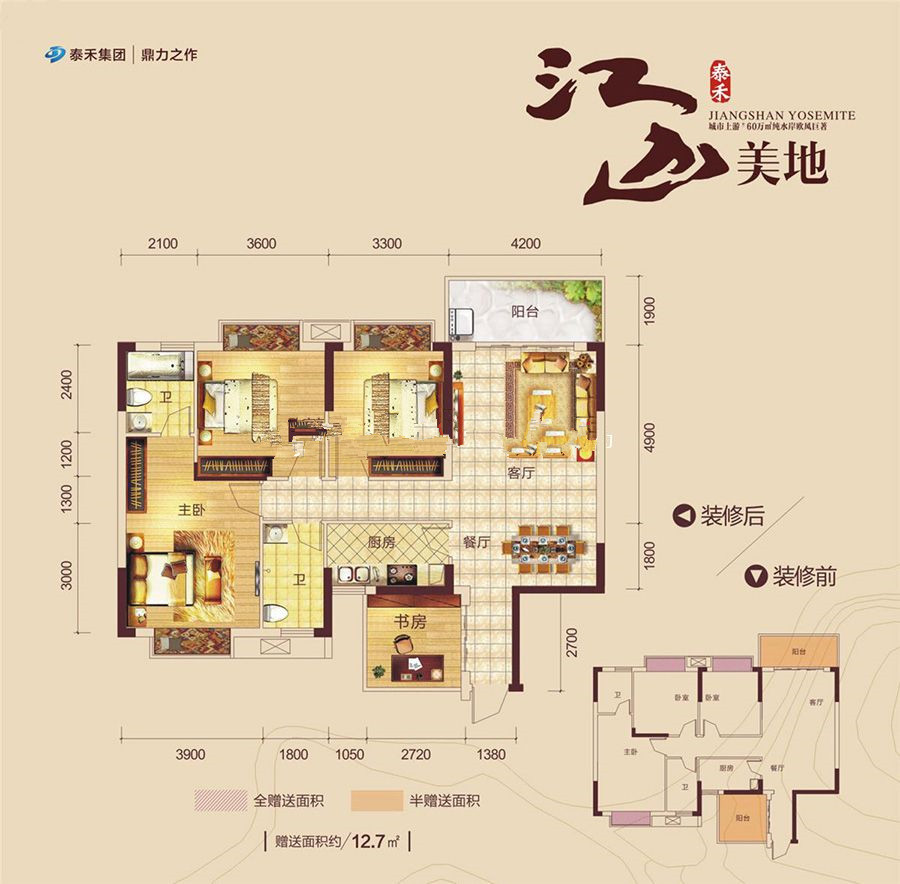 泰禾集团 | 鼎力之作
江山
泰禾
JIANGSHAN YOSEMITE
城市上游·60万㎡纯水岸欧风巨著
美地
2100 3600 3300 4200
阳台
1900
2400
1200
1300
3000
卫
主卧
客厅
4900
厨房
餐厅
卫
1800
书房
2700
装修后
装修前
3900 1800 1050 2720 1380
阳台
卫
卧室
卧室
客厅
主卧
厨房
餐厅
卫
阳台
全赠送面积
半赠送面积
赠送面积约/12.7㎡